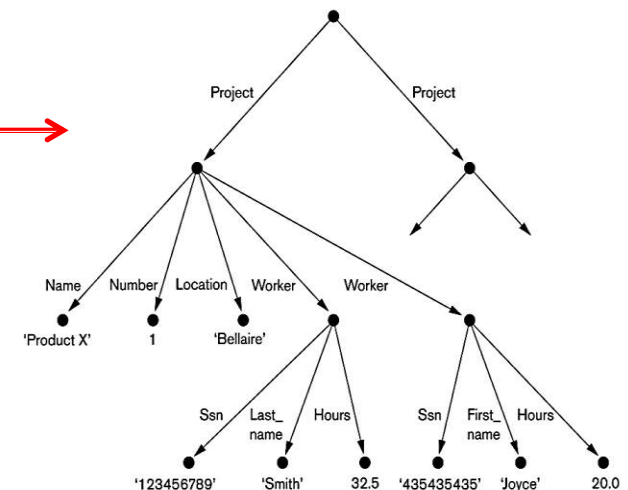 Project Project
Name Number Location Worker Worker
'Product X' 1 'Bellaire'
Ssn Last_ Hours Ssn First_ Hours
name name
'123456789' 'Smith' 32.5 '435435435' 'Joyce' 20.0